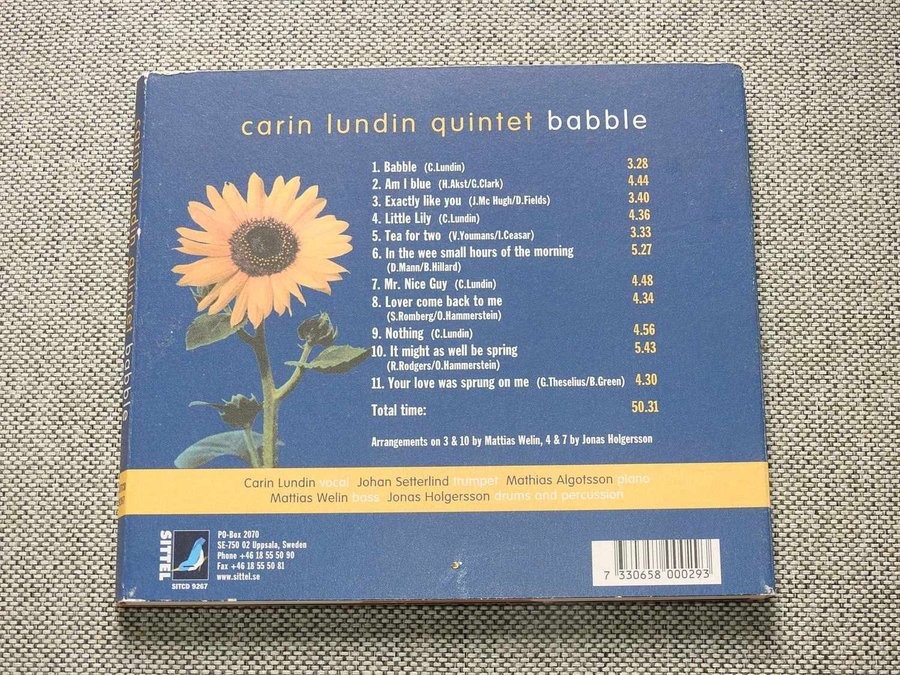 carin lundin quintet babble
1. Babble (C.Lundin) 3.28
2. Am I blue (H.Akst/G.Clark) 4.44
3. Exactly like you (J.Mc Hugh/D.Fields) 3.40
4. Little Lily (C.Lundin) 4.36
5. Tea for two (V.Youmans/I.Ceasar) 3.33
6. In the wee small hours of the morning 5.27
(D.Mann/B.Hillard)
7. Mr. Nice Guy (C.Lundin) 4.48
8. Lover come back to me 4.34
(S.Romberg/O.Hammerstein)
9. Nothing (C.Lundin) 4.56
10. It might as well be spring 5.43
(R.Rodgers/O.Hammerstein)
11. Your love was sprung on me (G.Theselius/B.Green) 4.30
Total time: 50.31
Arrangements on 3 & 10 by Mattias Welin, 4 & 7 by Jonas Holgersson
Carin Lundin vocal Johan Setterlind trumpet Mathias Algotsson piano
Mattias Welin bass Jonas Holgersson drums and percussion
SITTEL
SITCD 9267
PO-Box 2070
SE-750 02 Uppsala, Sweden
Phone +46 18 55 50 90
Fax +46 18 55 50 81
www.sittel.se
7 330658 000293
carin lundin quintet babble